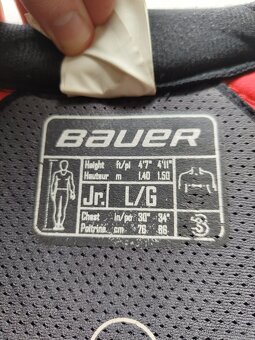 BAUER
Height ft/pi 4'7" 4'11"
Hauteur m 1.40 1.50
Jr. L/G
Chest in/po 30" 34"
Poitrine cm 76 86
3